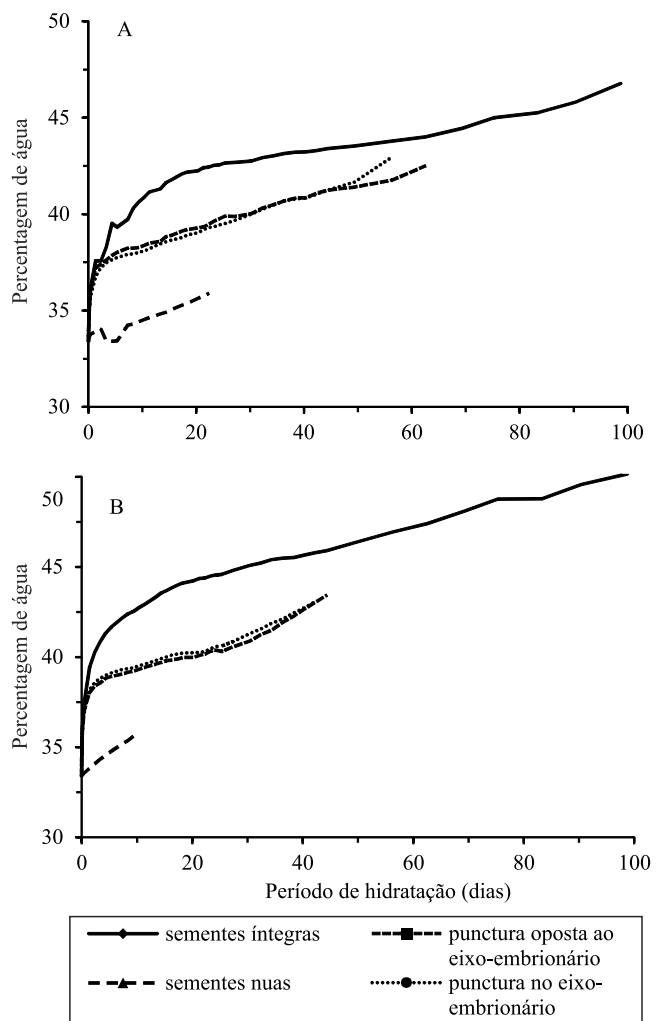 A
50
45
40
35
30
Percentagem de água
0
20
40
60
80
100
B
50
45
40
35
30
Percentagem de água
0
20
40
60
80
100
Período de hidratação (dias)
sementes íntegras
punctura oposta ao
eixo-embrionário
sementes nuas
punctura no eixo-
embrionário